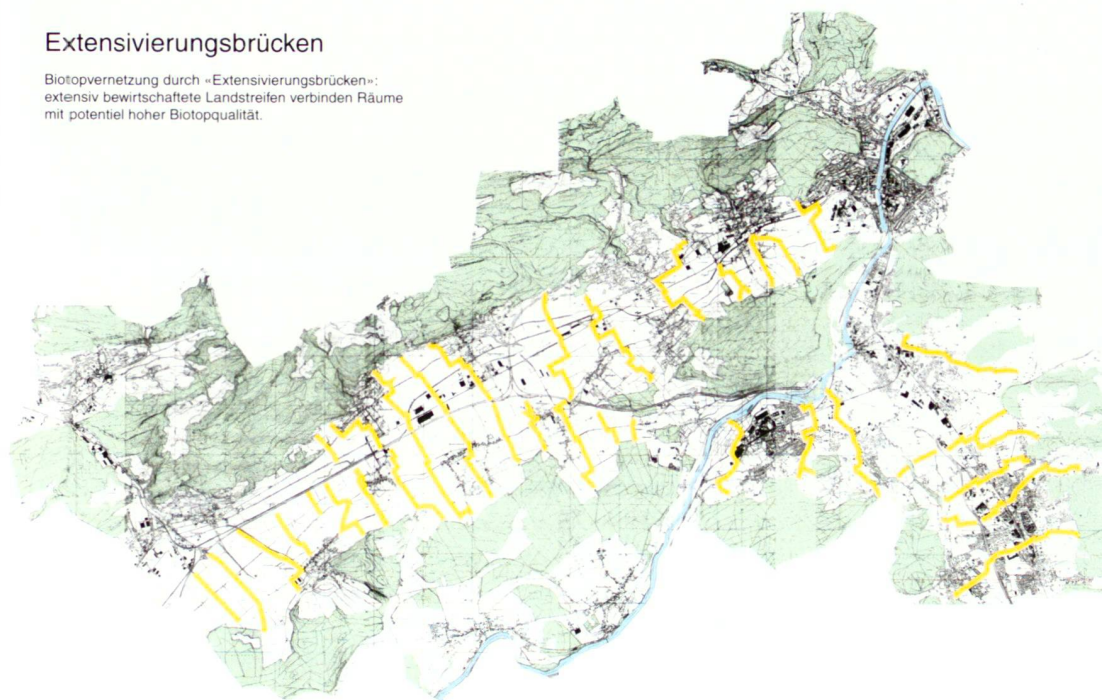 Extensivierungsbrücken
Biotopvernetzung durch «Extensivierungsbrücken»:
extensiv bewirtschaftete Landstreifen verbinden Räume
mit potentiel hoher Biotopqualität.